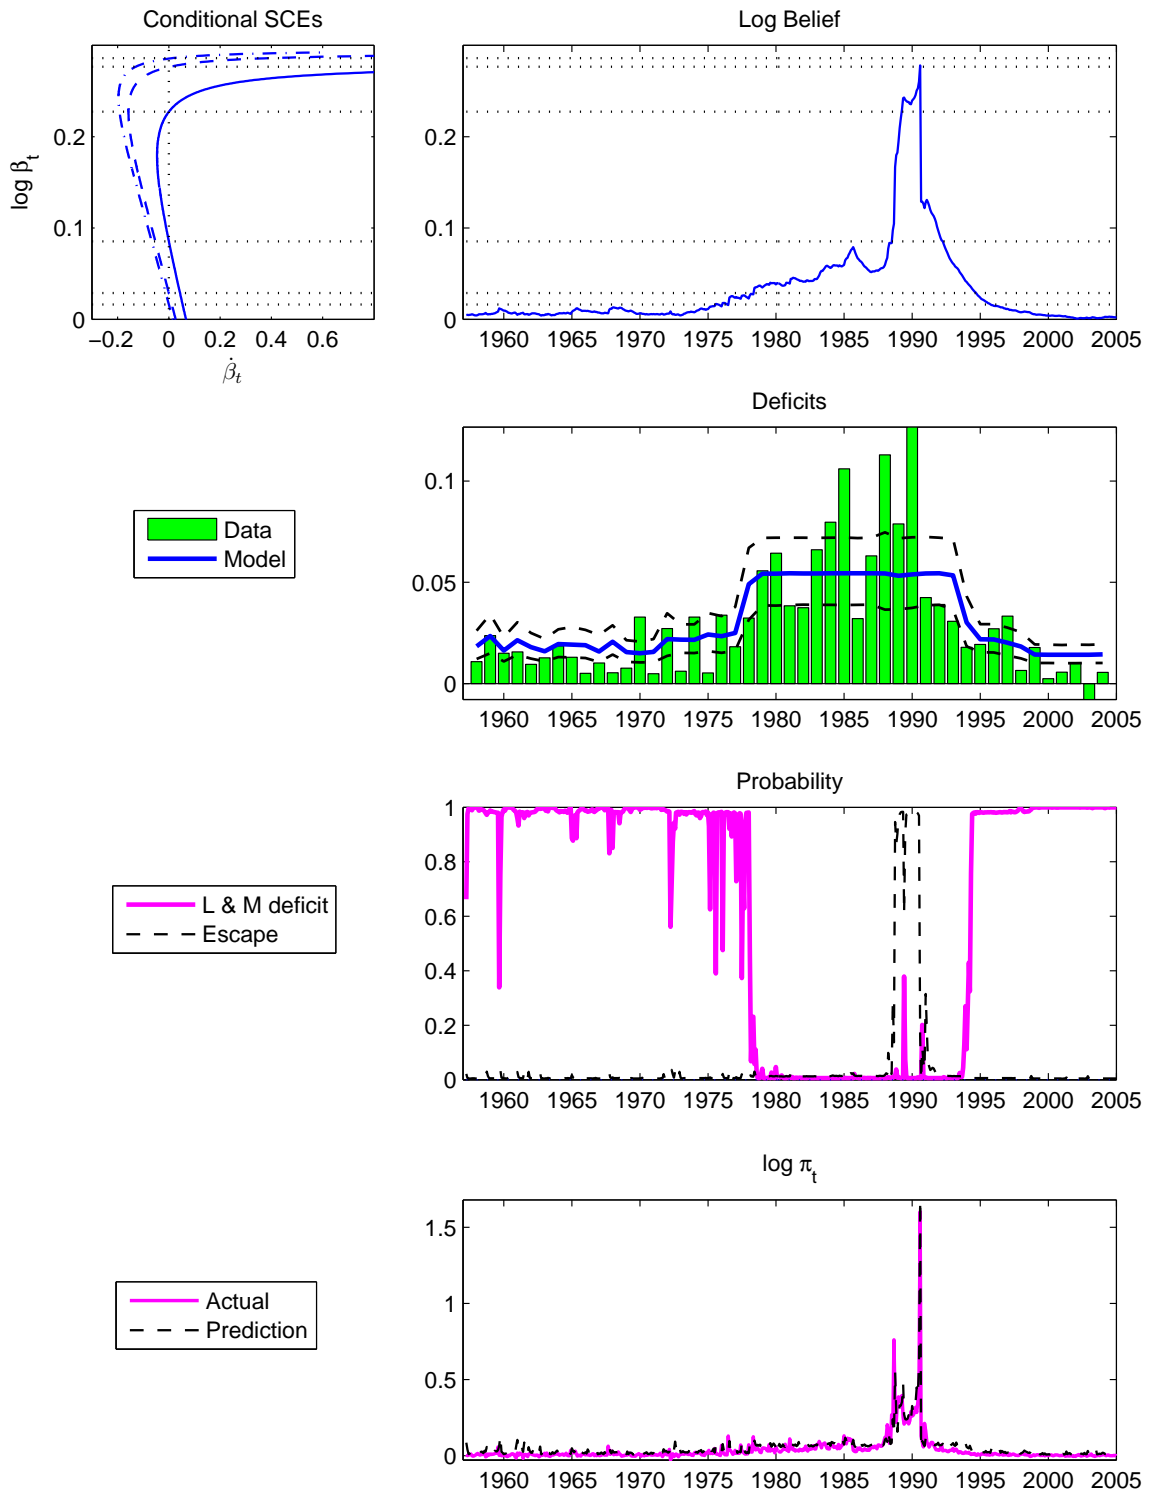 Conditional SCEs
Log Belief
log β_t
0.2
0.1
0
−0.2 0 0.2 0.4 0.6
β̇_t
0.2
0.1
0
1960 1965 1970 1975 1980 1985 1990 1995 2000 2005
Deficits
Data
Model
0.1
0.05
0
1960 1965 1970 1975 1980 1985 1990 1995 2000 2005
Probability
L & M deficit
Escape
1
0.8
0.6
0.4
0.2
0
1960 1965 1970 1975 1980 1985 1990 1995 2000 2005
log π_t
Actual
Prediction
1.5
1
0.5
0
1960 1965 1970 1975 1980 1985 1990 1995 2000 2005